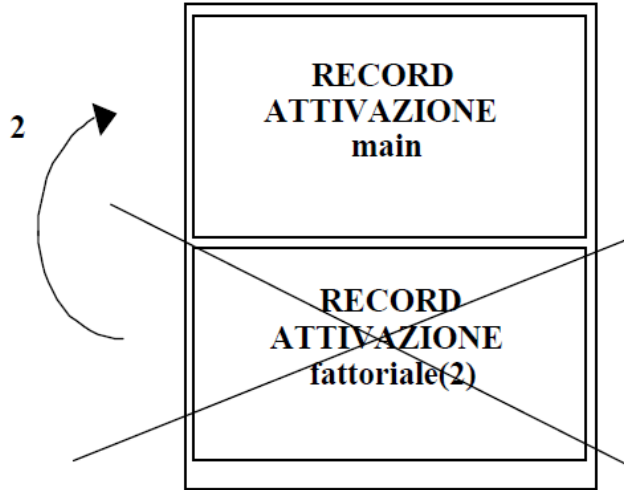 RECORD
ATTIVAZIONE
main
2
RECORD
ATTIVAZIONE
fattoriale(2)